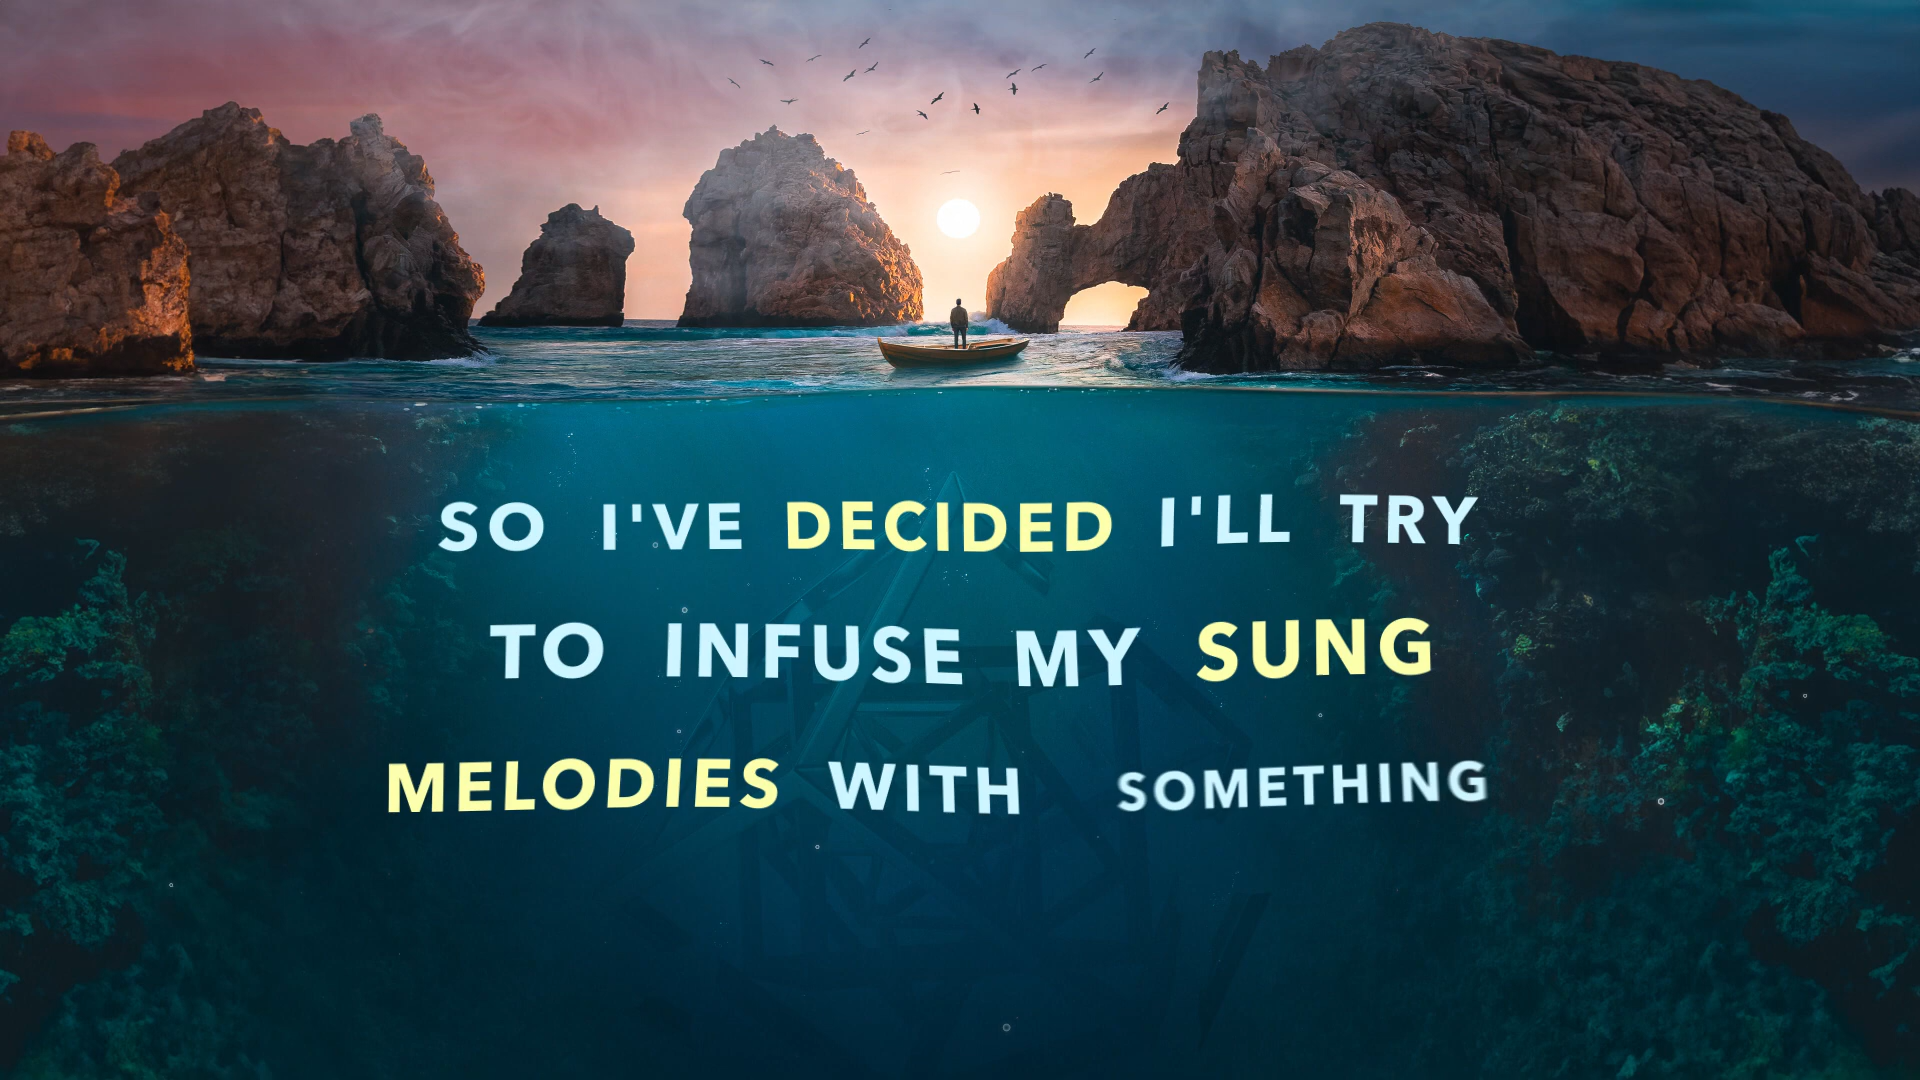 SO I'VE DECIDED I'LL TRY
TO INFUSE MY SUNG
MELODIES WITH SOMETHING